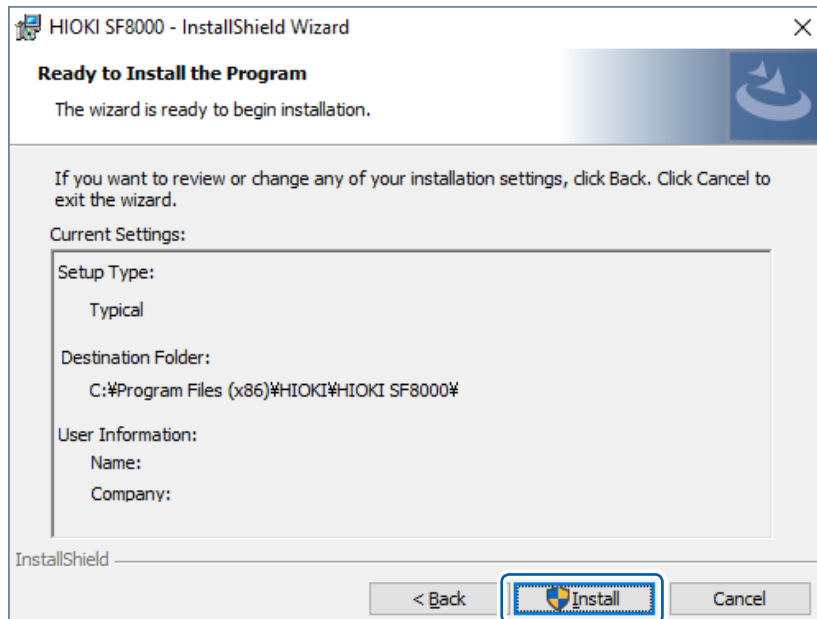 HIOKI SF8000 - InstallShield Wizard
Ready to Install the Program
The wizard is ready to begin installation.
If you want to review or change any of your installation settings, click Back. Click Cancel to
exit the wizard.
Current Settings:
Setup Type:
Typical
Destination Folder:
C:¥Program Files (x86)¥HIOKI¥HIOKI SF8000¥
User Information:
Name:
Company:
InstallShield
< Back
Install
Cancel